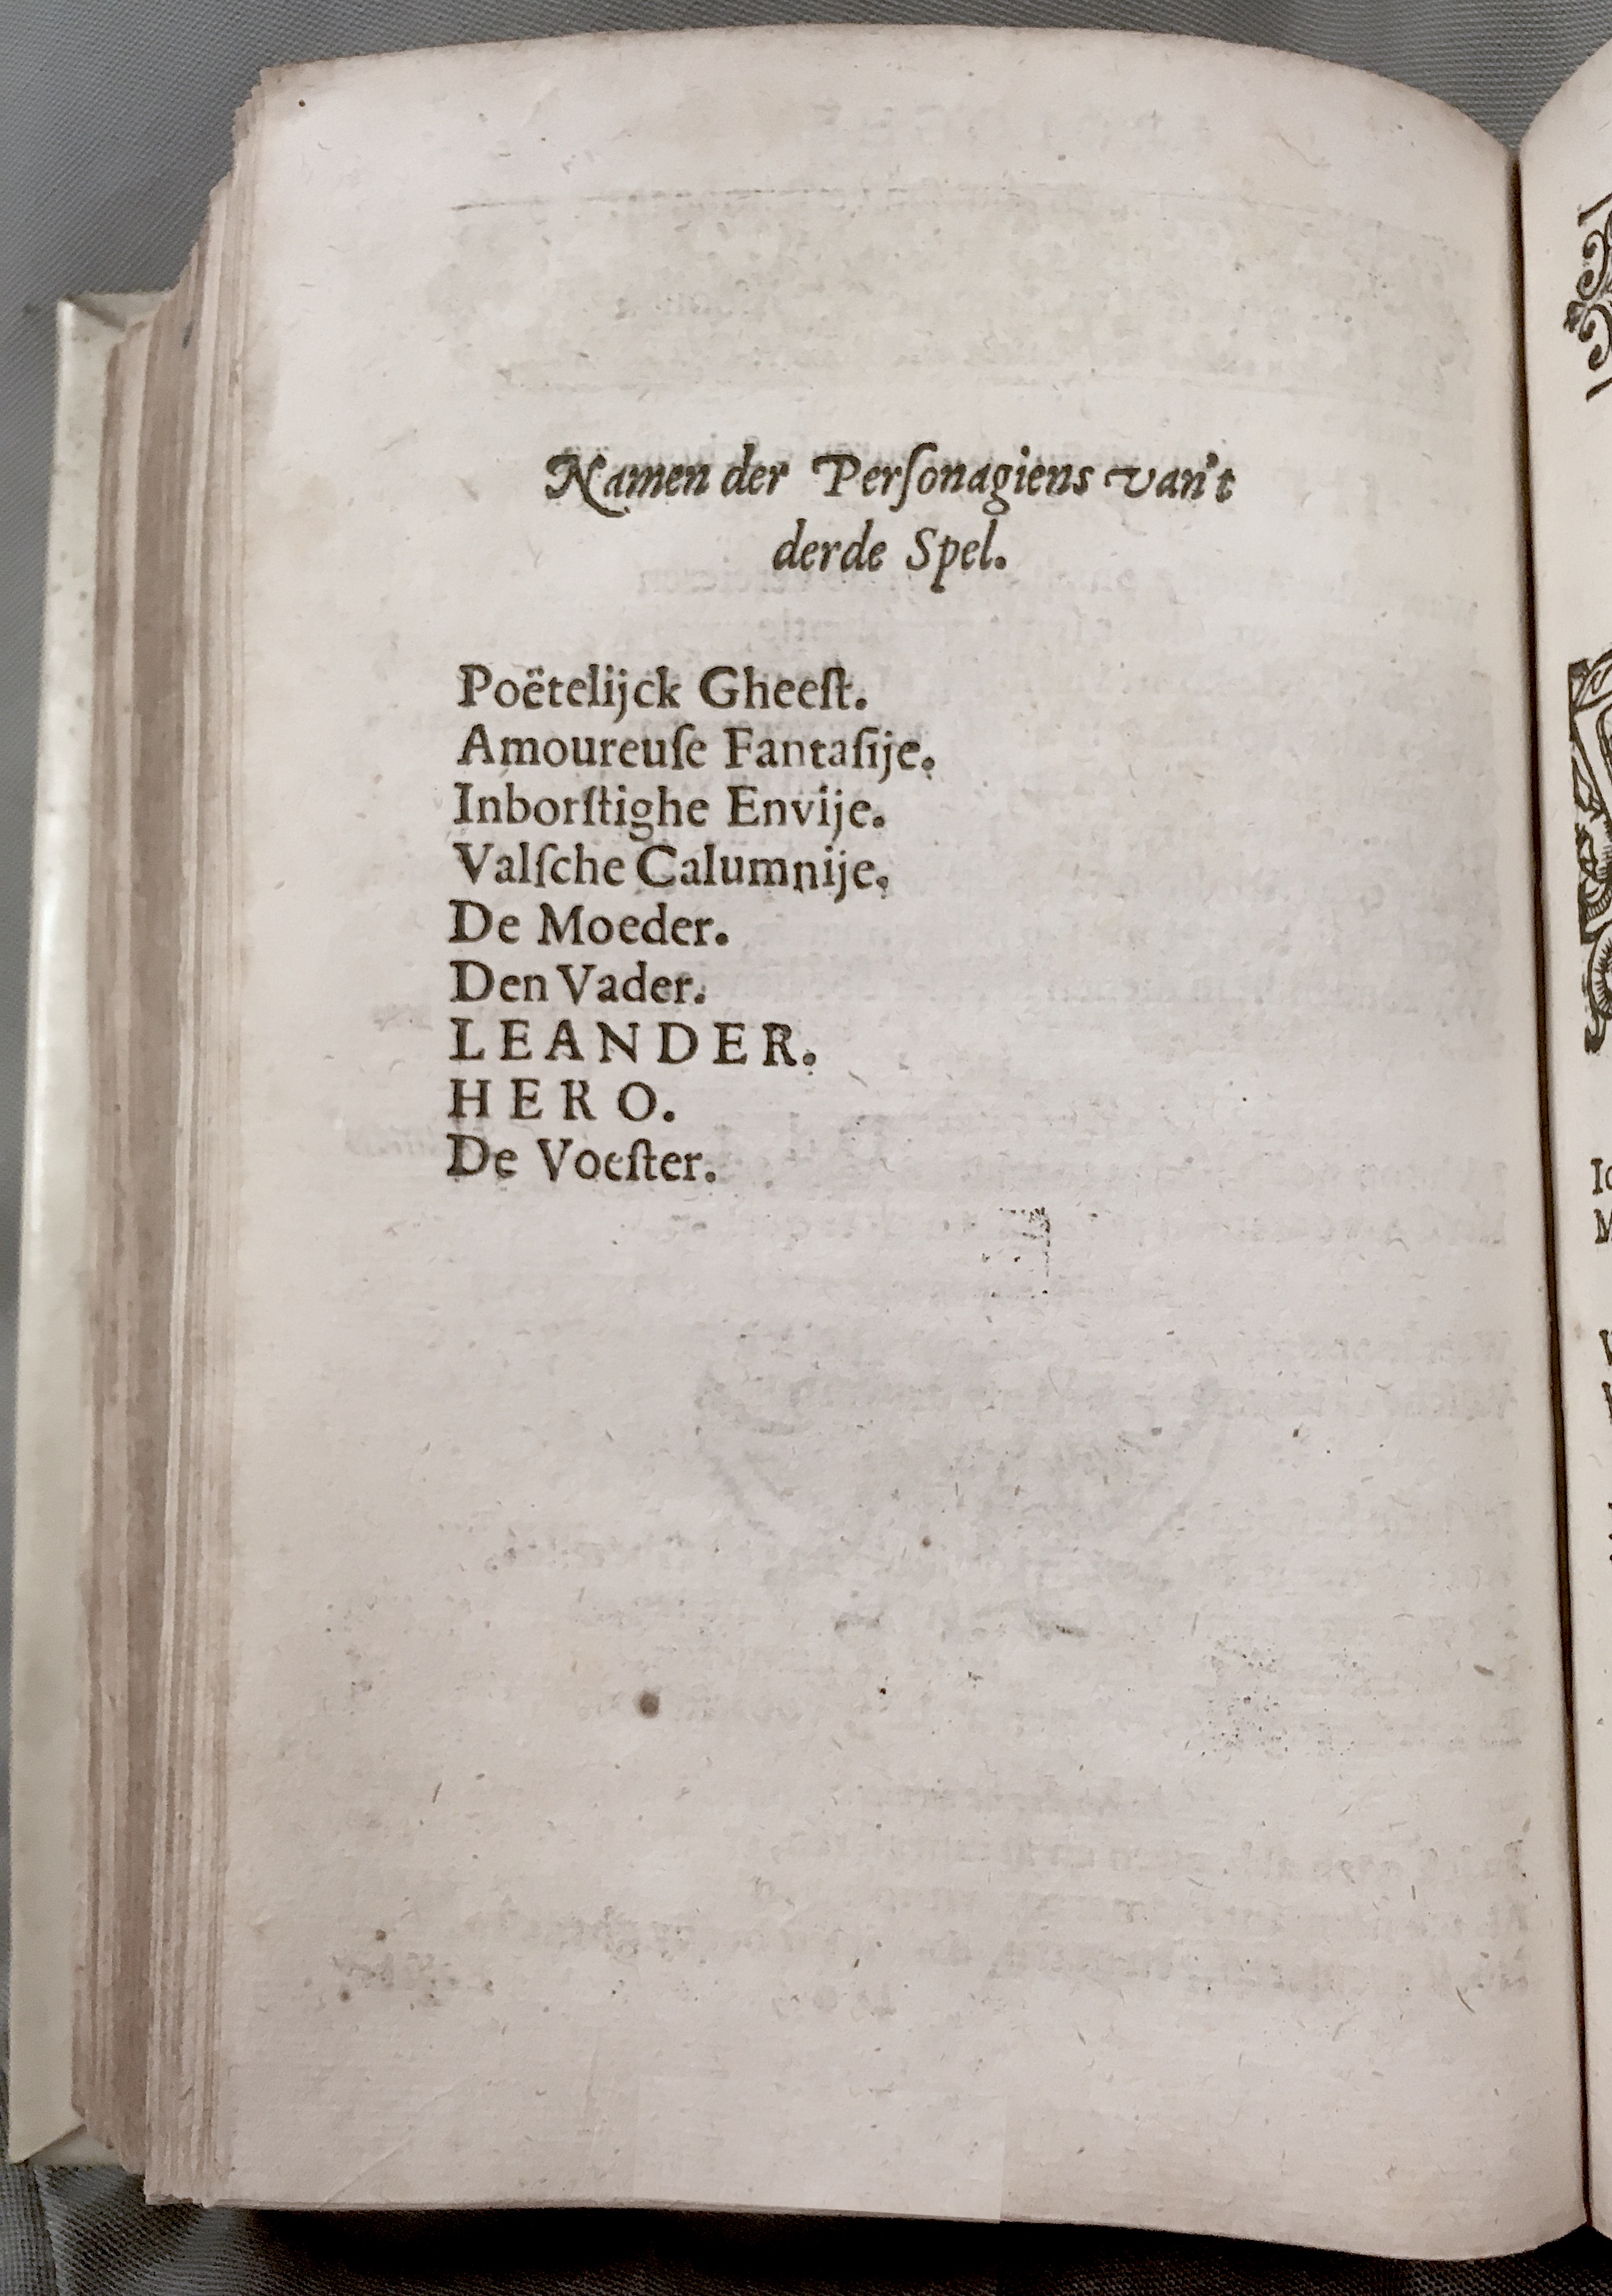 Namen der Perſonagiens van't
derde Spel.
Poëtelijck Gheeſt.
Amoureuſe Fantaſije.
Inborſtighe Envije.
Valſche Calumnije.
De Moeder.
Den Vader.
LEANDER.
HERO.
De Voeſter.